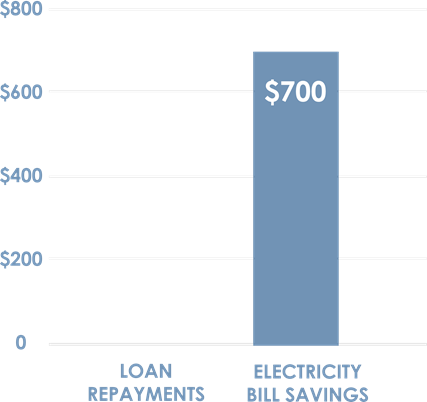 $800
$600
$700
$400
$200
0
LOAN
REPAYMENTS
ELECTRICITY
BILL SAVINGS